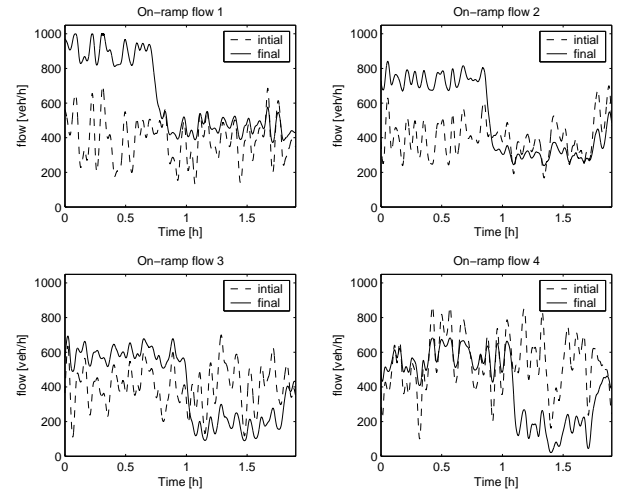 On−ramp flow 1
1000
800
600
400
200
0
flow [veh/h]
0 0.5 1 1.5
Time [h]
intial
final
On−ramp flow 2
1000
800
600
400
200
0
flow [veh/h]
0 0.5 1 1.5
Time [h]
intial
final
On−ramp flow 3
1000
800
600
400
200
0
flow [veh/h]
0 0.5 1 1.5
Time [h]
intial
final
On−ramp flow 4
1000
800
600
400
200
0
flow [veh/h]
0 0.5 1 1.5
Time [h]
intial
final